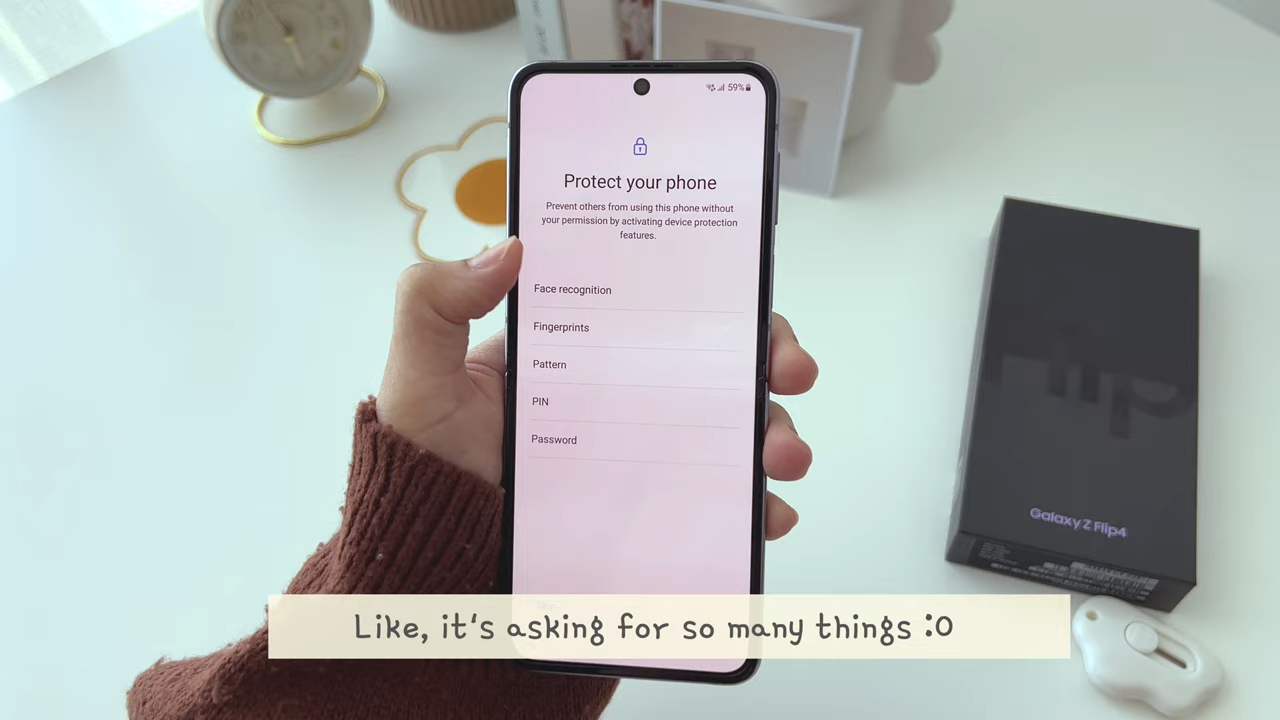 59%
Protect your phone
Prevent others from using this phone without
your permission by activating device protection
features.
Face recognition
Fingerprints
Pattern
PIN
Password
Flip
Galaxy Z Flip4
Like, it's asking for so many things :O